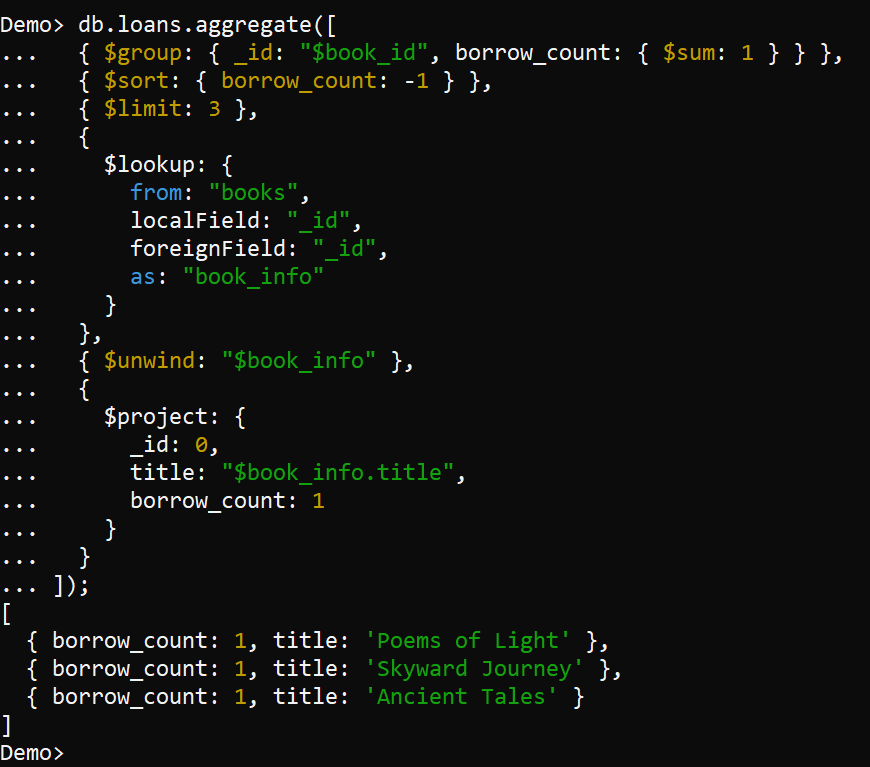 Demo> db.loans.aggregate([
...   { $group: { _id: "$book_id", borrow_count: { $sum: 1 } } },
...   { $sort: { borrow_count: -1 } },
...   { $limit: 3 },
...   {
...     $lookup: {
...       from: "books",
...       localField: "_id",
...       foreignField: "_id",
...       as: "book_info"
...     }
...   },
...   { $unwind: "$book_info" },
...   {
...     $project: {
...       _id: 0,
...       title: "$book_info.title",
...       borrow_count: 1
...     }
...   }
... ]);
[
  { borrow_count: 1, title: 'Poems of Light' },
  { borrow_count: 1, title: 'Skyward Journey' },
  { borrow_count: 1, title: 'Ancient Tales' }
]
Demo>